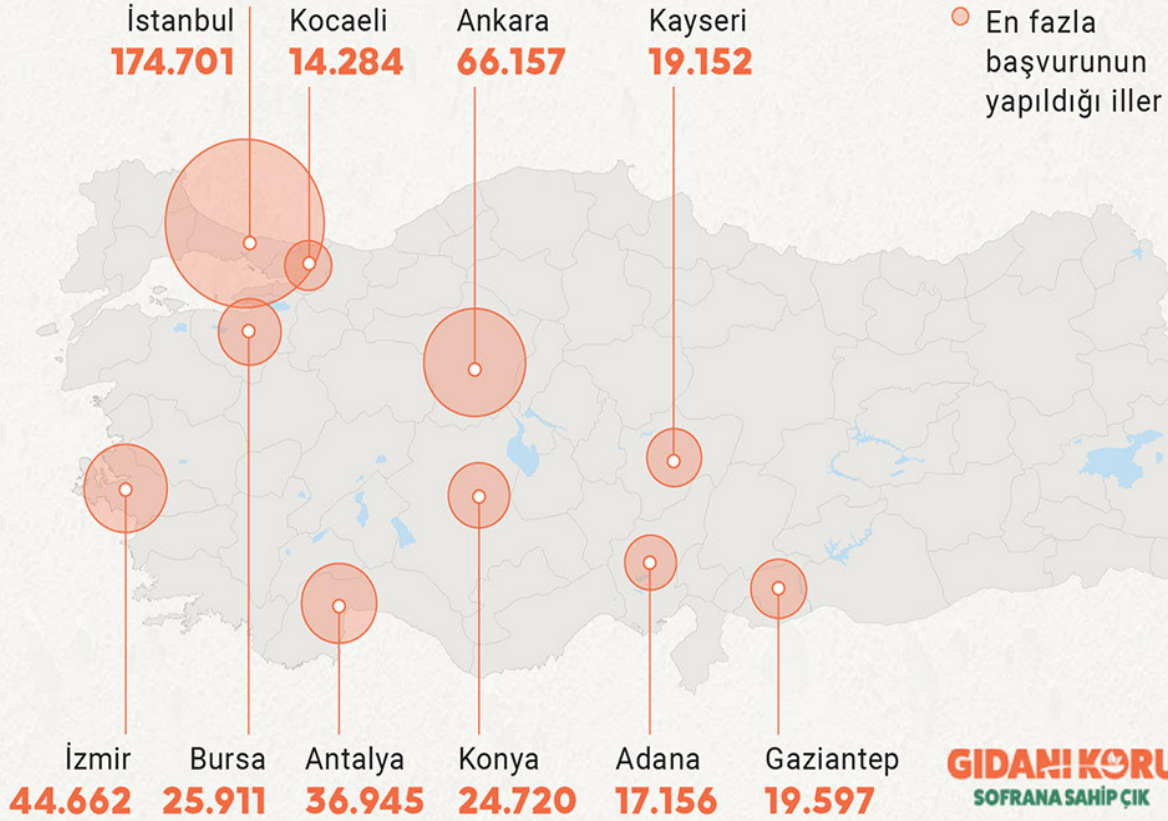 İstanbul
174.701
Kocaeli
14.284
Ankara
66.157
Kayseri
19.152
En fazla
başvurunun
yapıldığı iller
İzmir
44.662
Bursa
25.911
Antalya
36.945
Konya
24.720
Adana
17.156
Gaziantep
19.597
GIDANI KORU
SOFRANA SAHİP ÇIK